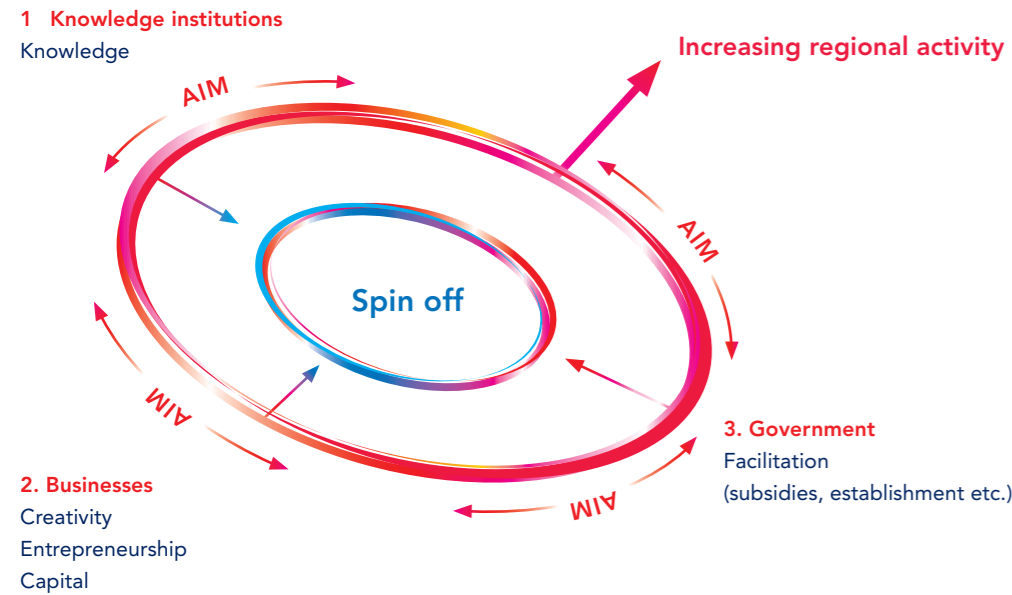 1 Knowledge institutions
Knowledge
Increasing regional activity
AIM
AIM
Spin off
AIM
AIM
3. Government
Facilitation
(subsidies, establishment etc.)
2. Businesses
Creativity
Entrepreneurship
Capital